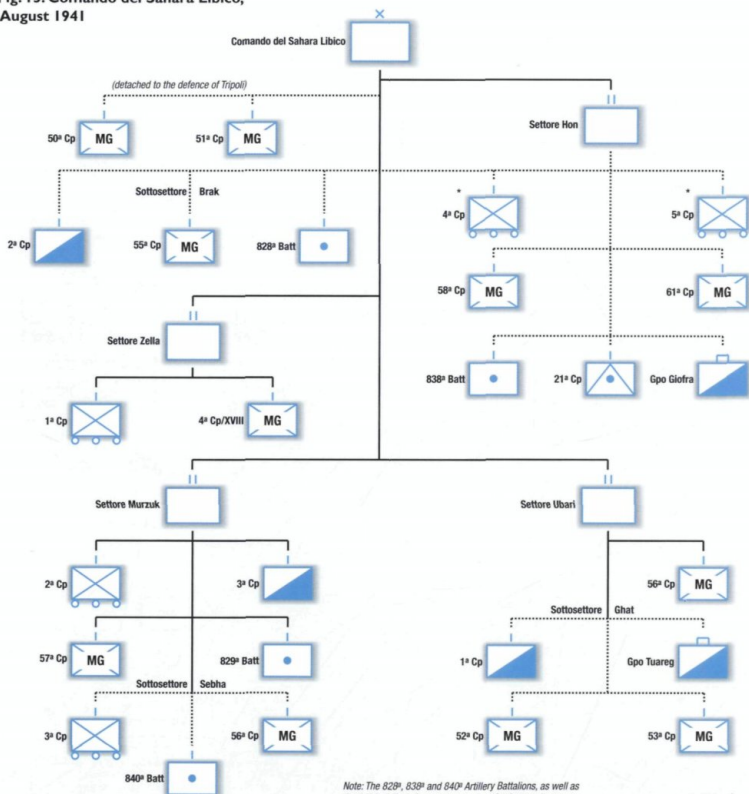 Fig. 15. Comando del Sahara Libico,
August 1941
Comando del Sahara Libico
(detached to the defence of Tripoli)
50ª Cp MG
51ª Cp MG
Settore Hon
Sottosettore Brak
2ª Cp
55ª Cp MG
828ª Batt
*
4ª Cp
*
5ª Cp
58ª Cp MG
61ª Cp MG
Settore Zella
838ª Batt
21ª Cp
Gpo Giofra
1ª Cp
4ª Cp/XVIII MG
Settore Murzuk
Settore Ubari
2ª Cp
3ª Cp
56ª Cp MG
57ª Cp MG
829ª Batt
Sottosettore Ghat
1ª Cp
Gpo Tuareg
Sottosettore Sebha
3ª Cp
56ª Cp MG
52ª Cp MG
53ª Cp MG
840ª Batt
Note: The 828ª, 838ª and 840ª Artillery Battalions, as well as